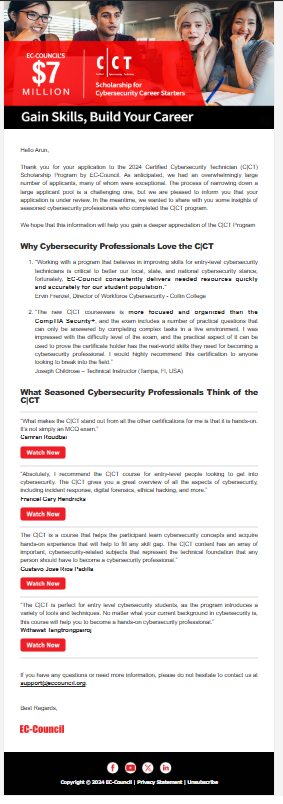 EC-COUNCIL'S
$7
MILLION
C|CT
Scholarship for
Cybersecurity Career Starters
Gain Skills, Build Your Career
Hello Arun,
Thank you for your application to the 2024 Certified Cybersecurity Technician (C|CT)
Scholarship Program by EC-Council. As anticipated, we had an overwhelmingly large
number of applicants, many of whom were exceptional. The process of narrowing down a
large applicant pool is a challenging one, but we are pleased to inform you that your
application is under review. In the meantime, we wanted to share with you some insights of
seasoned cybersecurity professionals who completed the C|CT program.
We hope that this information will help you gain a deeper appreciation of the C|CT Program
Why Cybersecurity Professionals Love the C|CT
1. "Working with a program that believes in improving skills for entry-level cybersecurity
technicians is critical to better our local, state, and national cybersecurity stance;
fortunately, EC-Council consistently delivers needed resources quickly
and accurately for our student population."
Ervin Frenzel, Director of Workforce Cybersecurity - Collin College
2. "The new C|CT courseware is more focused and organized than the
CompTIA Security+, and the exam includes a number of practical questions that
can only be answered by completing complex tasks in a live environment. I was
impressed with the difficulty level of the exam, and the practical aspect of it can be
used to prove the certificate holder has the real-world skills they need for becoming a
cybersecurity professional. I would highly recommend this certification to anyone
looking to break into the field."
Joseph Childrose – Technical Instructor (Tampa, Fl, USA)
What Seasoned Cybersecurity Professionals Think of the
C|CT
"What makes the C|CT stand out from all the other certifications for me is that it is hands-on.
It's not simply an MCQ exam."
Camran Roudbai
Watch Now
"Absolutely, I recommend the C|CT course for entry-level people looking to get into
cybersecurity. The C|CT gives you a great overview of all the aspects of cybersecurity,
including incident response, digital forensics, ethical hacking, and more."
Francel Gary Hendricks
Watch Now
The C|CT is a course that helps the participant learn cybersecurity concepts and acquire
hands-on experience that will help to fill any skill gap. The C|CT content has an array of
important, cybersecurity-related subjects that represent the technical foundation that any
person should have to become a cybersecurity professional."
Gustavo Jose Rios Padilla
Watch Now
"The C|CT is perfect for entry level cybersecurity students, as the program introduces a
variety of tools and techniques. No matter what your current background in cybersecurity is,
this course will help you to become a hands-on cybersecurity professional."
Withawat Tangtrongpairoj
Watch Now
If you have any questions or need more information, please do not hesitate to contact us at
support@eccouncil.org.
Best Regards,
EC-Council
Copyright © 2024 EC-Council | Privacy Statement | Unsubscribe